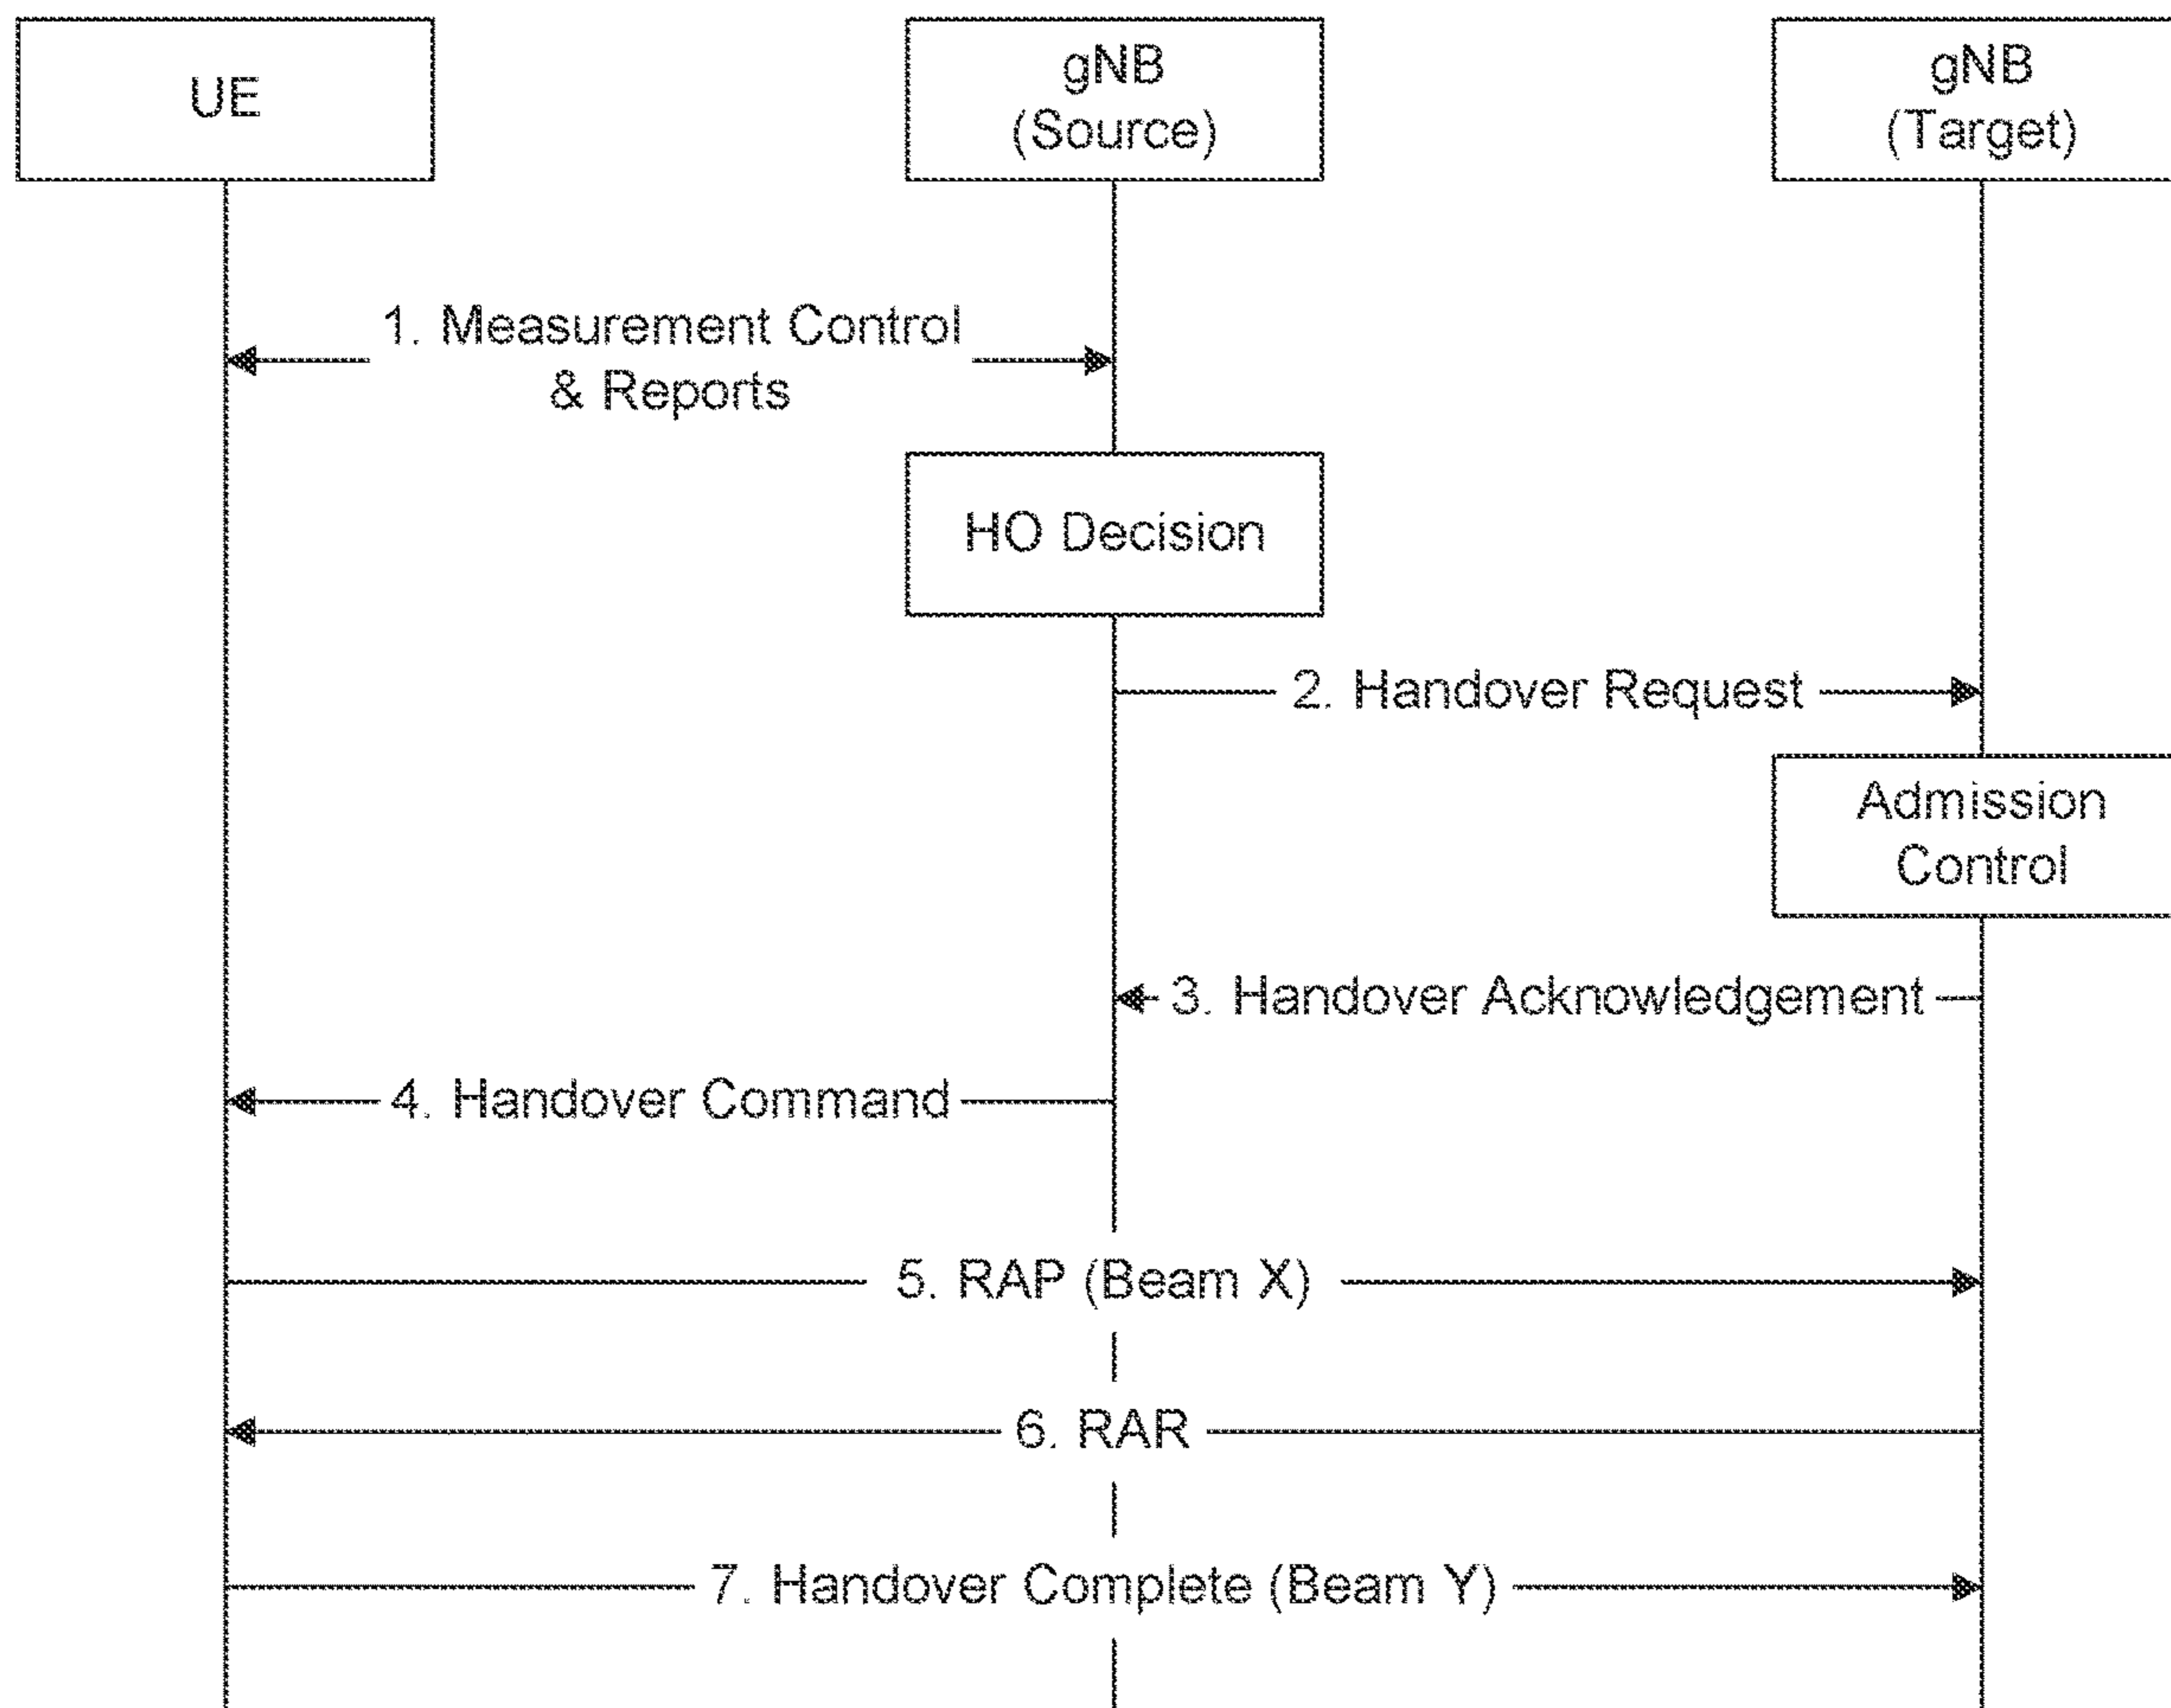 UE
gNB
(Source)
gNB
(Target)
1. Measurement Control
& Reports
HO Decision
2. Handover Request
Admission
Control
3. Handover Acknowledgement
4. Handover Command
5. RAP (Beam X)
6. RAR
7. Handover Complete (Beam Y)